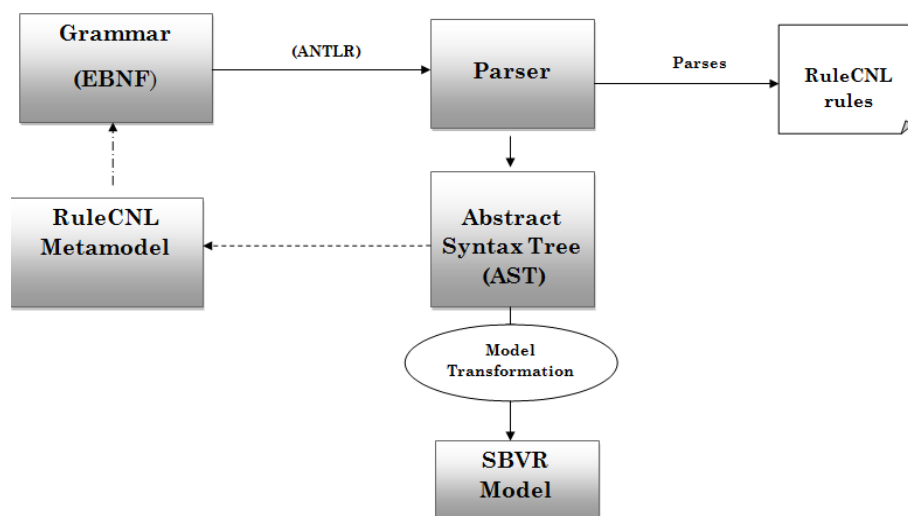 Grammar
(EBNF)
(ANTLR)
Parser
Parses
RuleCNL
rules
RuleCNL
Metamodel
Abstract
Syntax Tree
(AST)
Model
Transformation
SBVR
Model